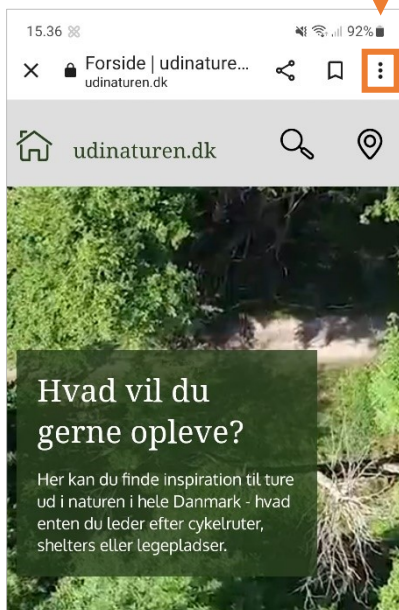 15.36 92%
Forside | udinature...
udinaturen.dk
udinaturen.dk
Hvad vil du
gerne opleve?
Her kan du finde inspiration til ture
ud i naturen i hele Danmark - hvad
enten du leder efter cykelruter,
shelters eller legepladser.